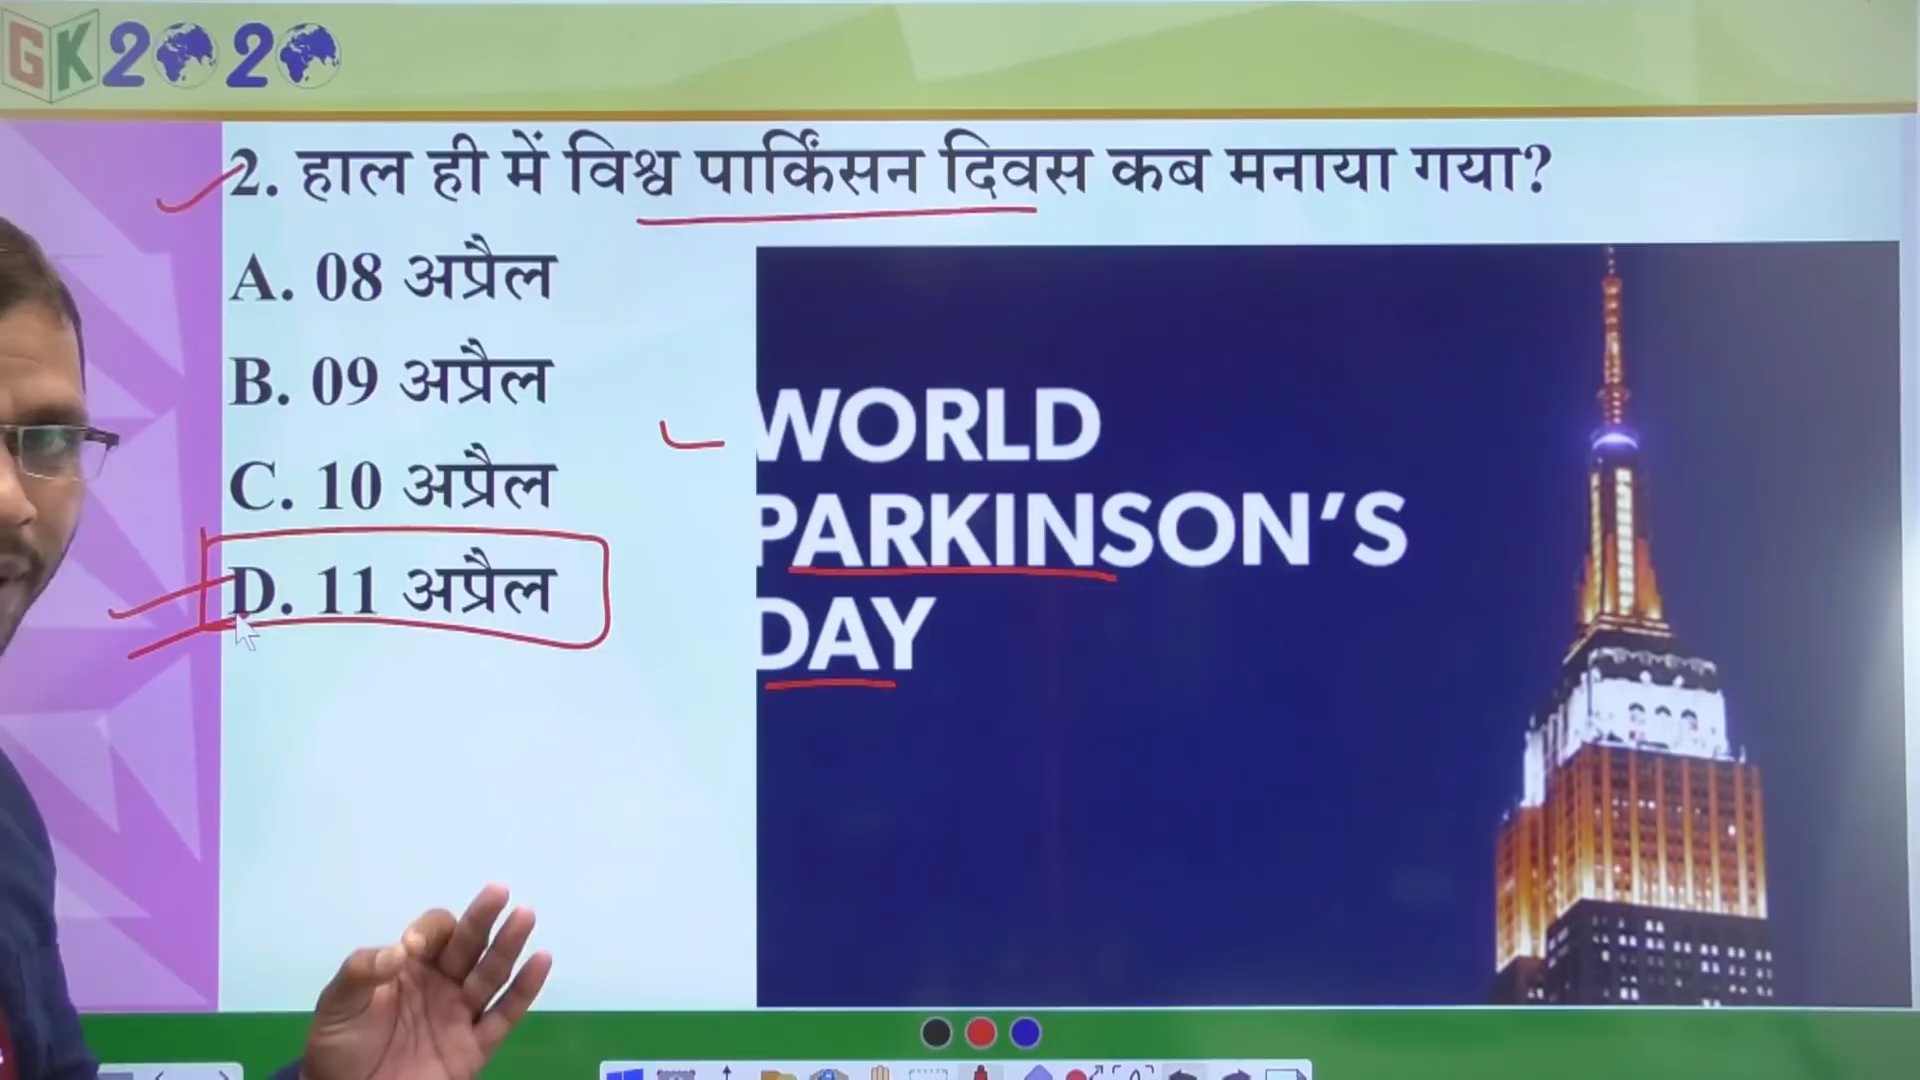 GK2020
2. हाल ही में विश्व पार्किंसन दिवस कब मनाया गया?
A. 08 अप्रैल
B. 09 अप्रैल
C. 10 अप्रैल
D. 11 अप्रैल
WORLD
PARKINSON’S
DAY